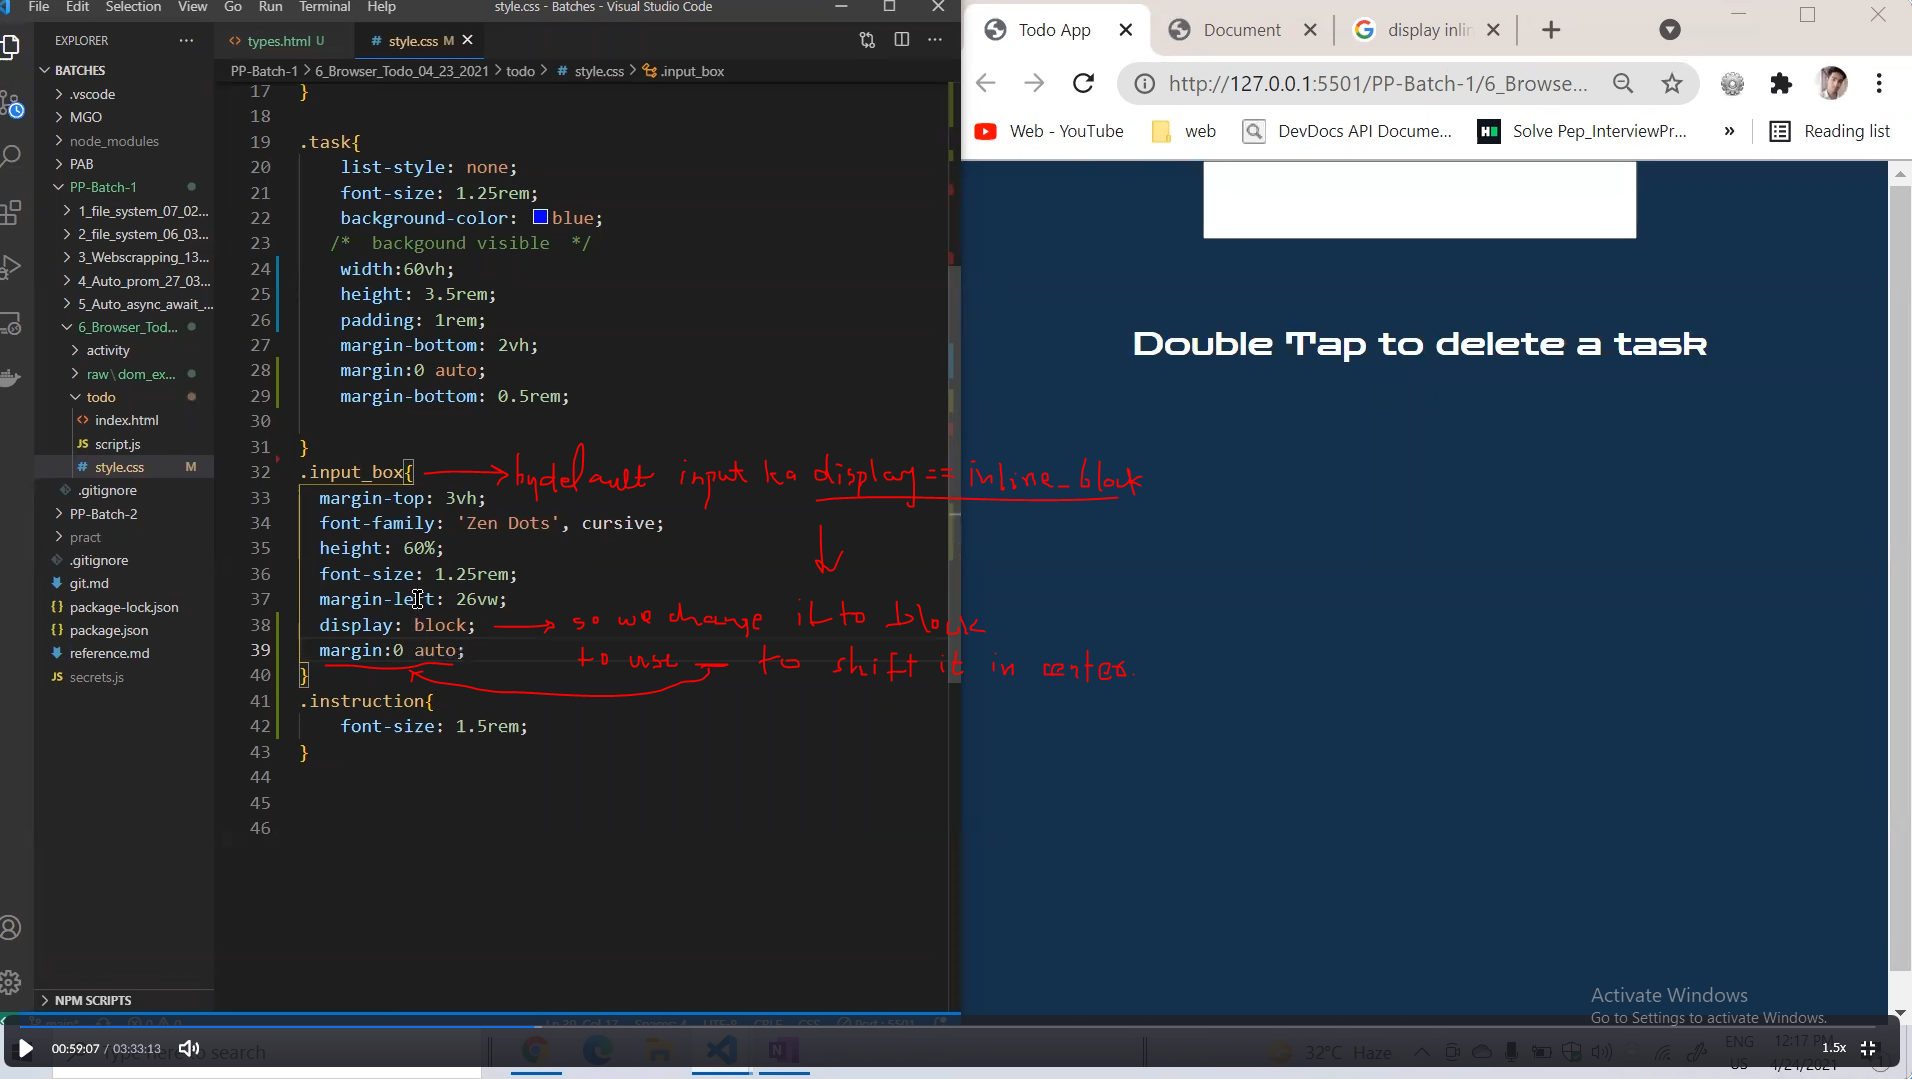 File Edit Selection View Go Run Terminal Help style.css - Batches - Visual Studio Code
EXPLORER
BATCHES
.vscode
MGO
node_modules
PAB
PP-Batch-1
1_file_system_07_02...
2_file_system_06_03...
3_Webscrapping_13...
4_Auto_prom_27_03...
5_Auto_async_await_...
6_Browser_Tod...
activity
raw\dom_ex...
todo
index.html
script.js
style.css M
.gitignore
PP-Batch-2
pract
.gitignore
git.md
package-lock.json
package.json
reference.md
secrets.js
NPM SCRIPTS
types.html U
style.css M
PP-Batch-1 > 6_Browser_Todo_04_23_2021 > todo > # style.css > .input_box
17 }
18
19 .task{
20 list-style: none;
21 font-size: 1.25rem;
22 background-color: blue;
23 /* backgound visible */
24 width:60vh;
25 height: 3.5rem;
26 padding: 1rem;
27 margin-bottom: 2vh;
28 margin:0 auto;
29 margin-bottom: 0.5rem;
30
31 }
32 .input_box{
33 margin-top: 3vh;
34 font-family: 'Zen Dots', cursive;
35 height: 60%;
36 font-size: 1.25rem;
37 margin-left: 26vw;
38 display: block;
39 margin:0 auto;
40 }
41 .instruction{
42 font-size: 1.5rem;
43 }
44
45
46
bydefault input ka display == inline_block
so we change it to block
to use — to shift it in center.
Todo App
Document
display inlin
http://127.0.0.1:5501/PP-Batch-1/6_Browse...
Web - YouTube
web
DevDocs API Docume...
Solve Pep_InterviewPr...
»
Reading list
Double Tap to delete a task
Activate Windows
Go to Settings to activate Windows.
00:59:07 / 03:33:13
here to search
32°C Haze
ENG
US
12:17 PM
4/21/2021
1.5x